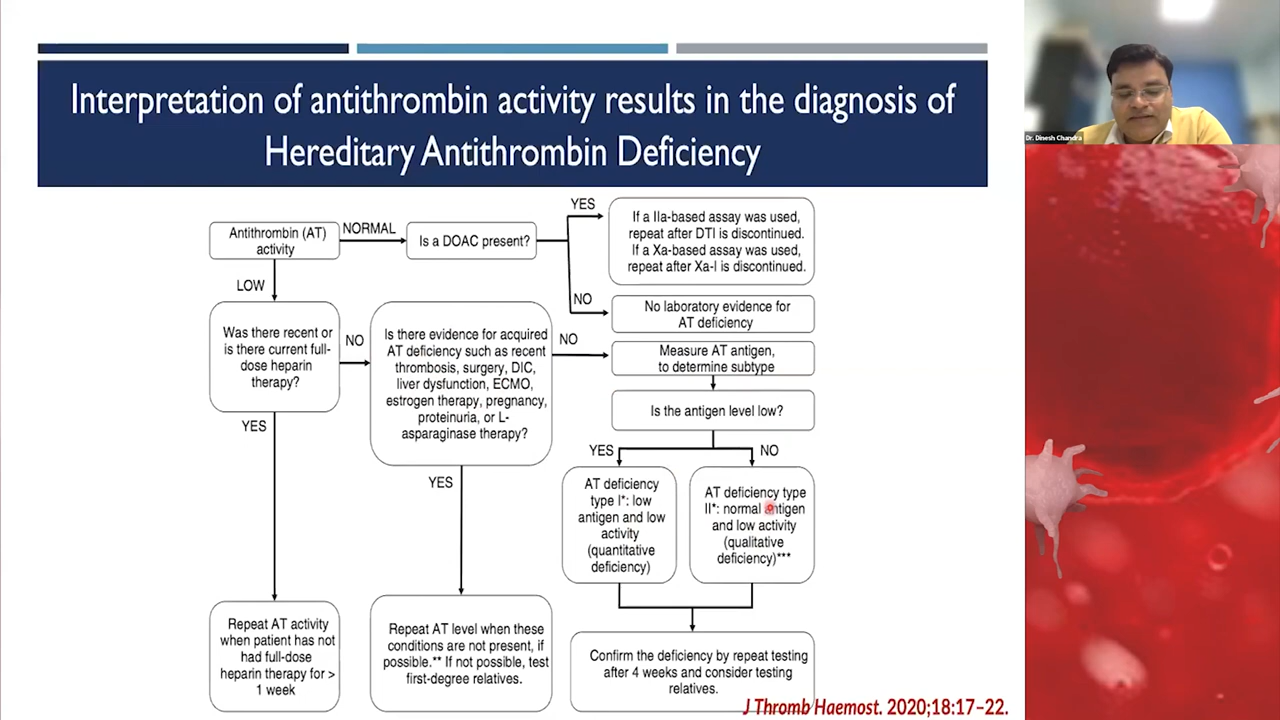 Interpretation of antithrombin activity results in the diagnosis of
Hereditary Antithrombin Deficiency
Dr. Dinesh Chandra
Antithrombin (AT)
activity
NORMAL
Is a DOAC present?
YES
If a IIa-based assay was used,
repeat after DTI is discontinued.
If a Xa-based assay was used,
repeat after Xa-I is discontinued.
NO
No laboratory evidence for
AT deficiency
LOW
Was there recent or
is there current full-
dose heparin
therapy?
NO
Is there evidence for acquired
AT deficiency such as recent
thrombosis, surgery, DIC,
liver dysfunction, ECMO,
estrogen therapy, pregnancy,
proteinuria, or L-
asparaginase therapy?
NO
Measure AT antigen,
to determine subtype
Is the antigen level low?
YES
NO
AT deficiency
type I*: low
antigen and low
activity
(quantitative
deficiency)
AT deficiency type
II*: normal antigen
and low activity
(qualitative
deficiency)***
YES
YES
Repeat AT activity
when patient has not
had full-dose
heparin therapy for >
1 week
Repeat AT level when these
conditions are not present, if
possible.** If not possible, test
first-degree relatives.
Confirm the deficiency by repeat testing
after 4 weeks and consider testing
relatives.
J Thromb Haemost. 2020;18:17–22.